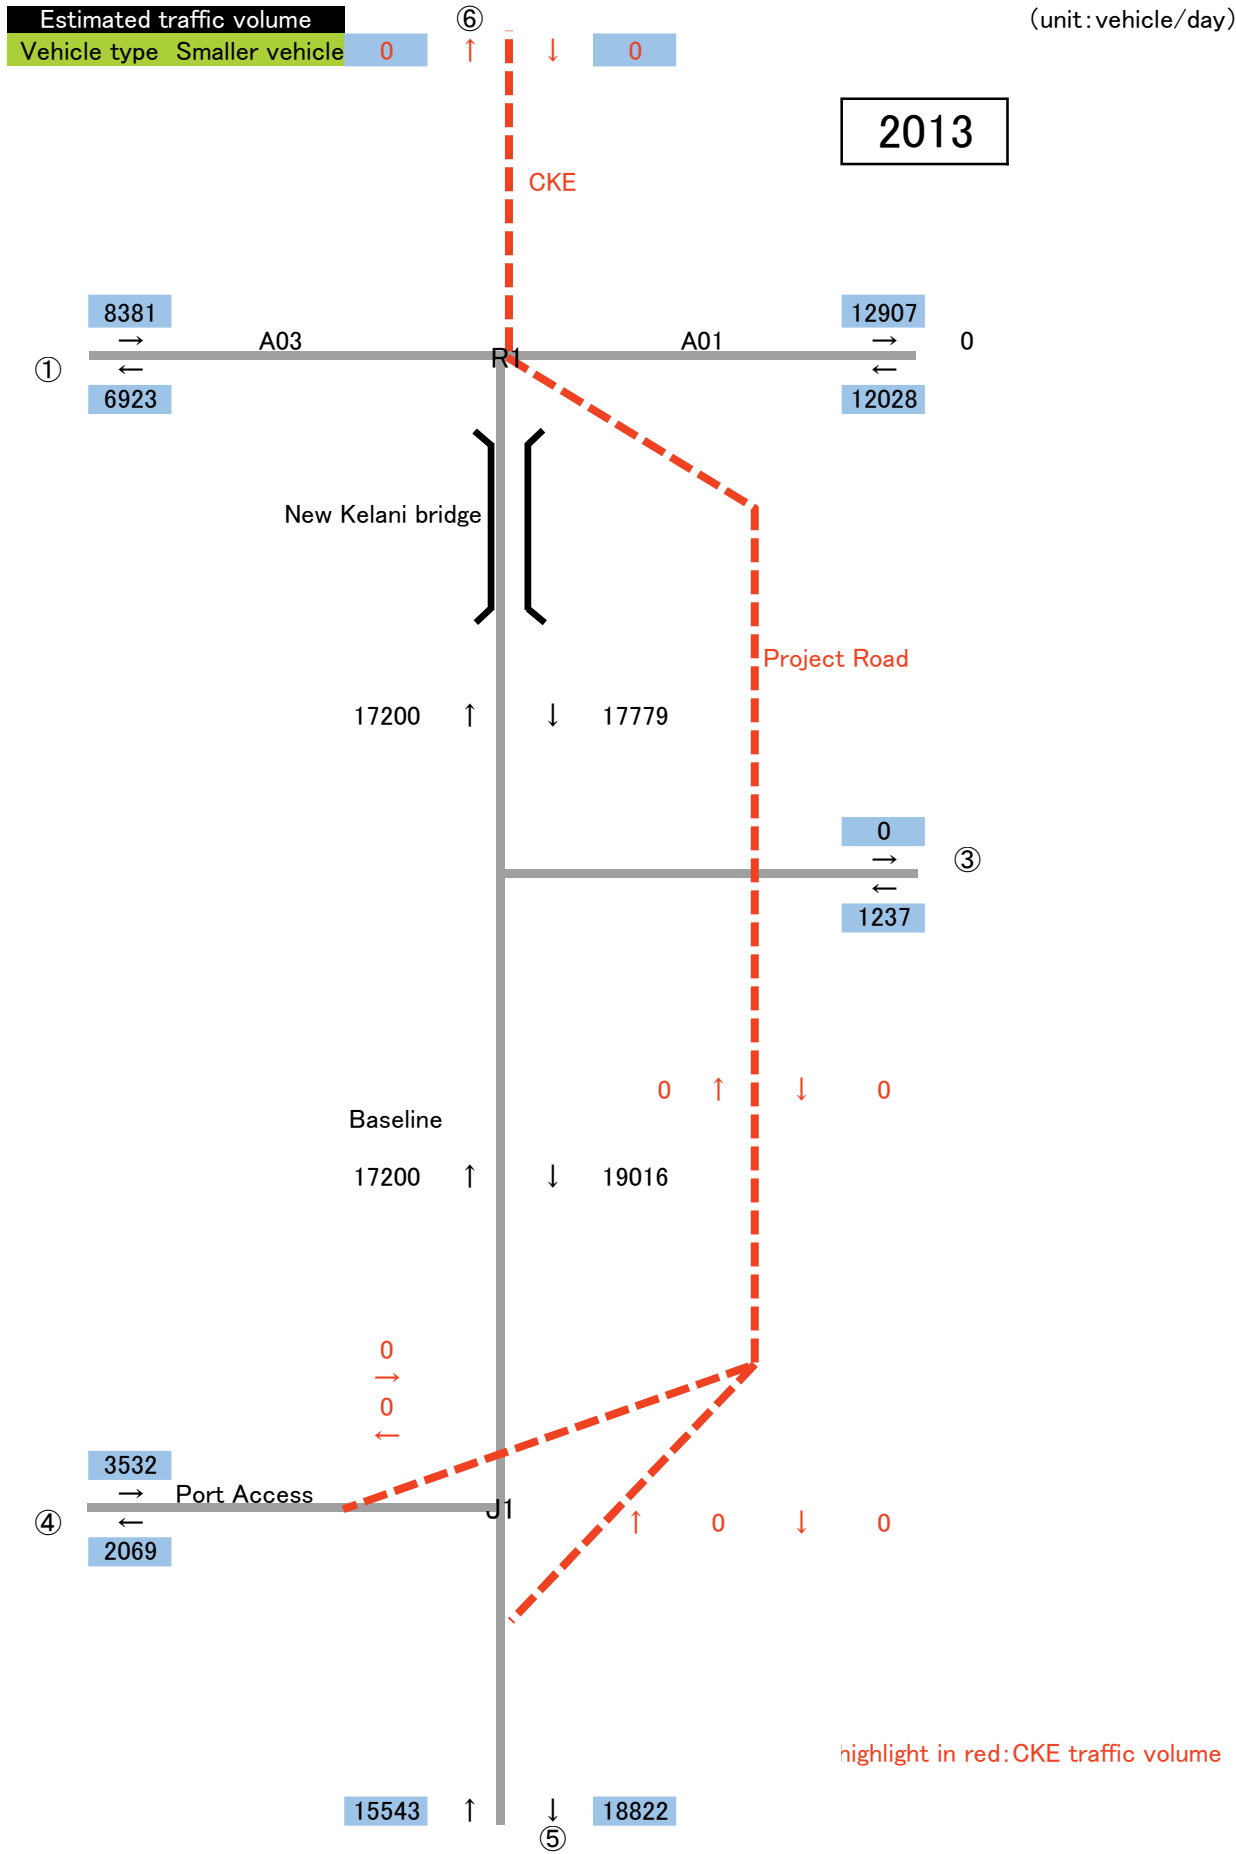 Estimated traffic volume ⑥ (unit:vehicle/day)
Vehicle type Smaller vehicle 0 ↑ ↓ 0
2013
CKE
8381 12907
→ A03 A01 → 0
① R1
← ←
6923 12028
New Kelani bridge
Project Road
17200 ↑ ↓ 17779
0
→ ③
←
1237
0 ↑ ↓ 0
Baseline
17200 ↑ ↓ 19016
0
→
0
←
3532
→ Port Access
④ ← J1 ↑ 0 ↓ 0
2069
highlight in red:CKE traffic volume
15543 ↑ ↓ 18822
⑤